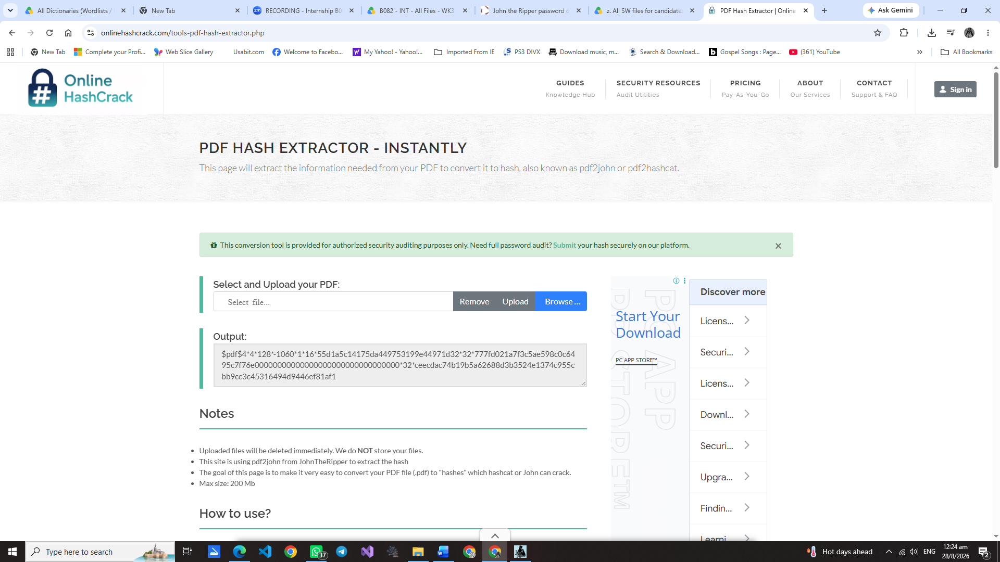 All Dictionaries (Wordlists /
New Tab
zm RECORDING - Internship B0
B082 - INT - All Files - WK3
John the Ripper password c
z. All SW files for candidates
PDF Hash Extractor | Online
Ask Gemini
onlinehashcrack.com/tools-pdf-hash-extractor.php
New Tab
Complete your Profi...
Web Slice Gallery
Usabit.com
Welcome to Facebo...
My Yahoo! - Yahoo!...
Imported From IE
PS3 DIVX
Download music, m...
Search & Download...
Gospel Songs : Page...
(361) YouTube
All Bookmarks
Online
HashCrack
GUIDES
Knowledge Hub
SECURITY RESOURCES
Audit Utilities
PRICING
Pay-As-You-Go
ABOUT
Our Services
CONTACT
Support & FAQ
Sign in
PDF HASH EXTRACTOR - INSTANTLY
This page will extract the information needed from your PDF to convert it to hash, also known as pdf2john or pdf2hashcat.
This conversion tool is provided for authorized security auditing purposes only. Need full password audit? Submit your hash securely on our platform.
Select and Upload your PDF:
Select file...
Remove
Upload
Browse ...
Output:
$pdf$4*4*128*-1060*1*16*55d1a5c14175da449753199e44971d32*32*777fd021a7f3c5ae598c0c64
95c7f76e00000000000000000000000000000000*32*ceecdac74b19b5a62688d3b3524e1374c955c
bb9cc3c45316494d9446ef81af1
Notes
Uploaded files will be deleted immediately. We do NOT store your files.
This site is using pdf2john from JohnTheRipper to extract the hash
The goal of this page is to make it very easy to convert your PDF file (.pdf) to "hashes" which hashcat or John can crack.
Max size: 200 Mb
How to use?
Start Your
Download
PC APP STORE™
PC APP
STORE™
Discover more
Licens...
Securi...
Licens...
Downl...
Securi...
Upgra...
Findin...
Learni
Type here to search
37
Hot days ahead
ENG
12:24 am
28/8/2026
2